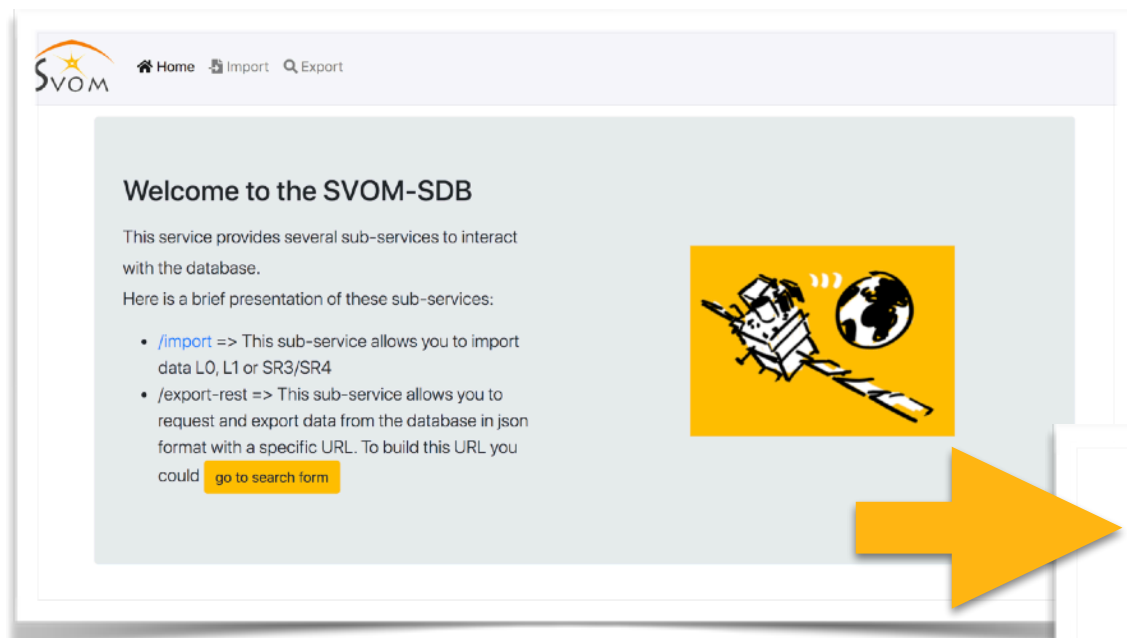 SVOM
Home Import Export
Welcome to the SVOM-SDB
This service provides several sub-services to interact
with the database.
Here is a brief presentation of these sub-services:
• /import => This sub-service allows you to import
data L0, L1 or SR3/SR4
• /export-rest => This sub-service allows you to
request and export data from the database in json
format with a specific URL. To build this URL you
could go to search form